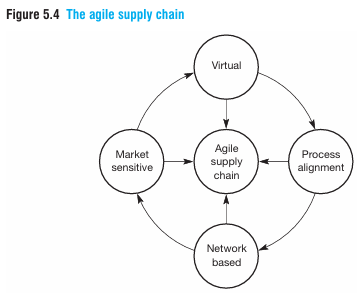 Figure 5.4 The agile supply chain
Virtual
Market
sensitive
Agile
supply
chain
Process
alignment
Network
based